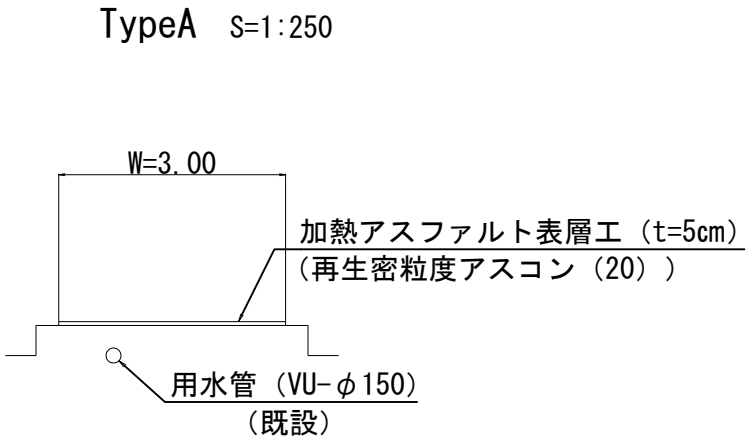 TypeA S=1:250
W=3.00
加熱アスファルト表層工（t=5㎝）
（再生密粒度アスコン（20））
用水管（VU-φ150）
（既設）